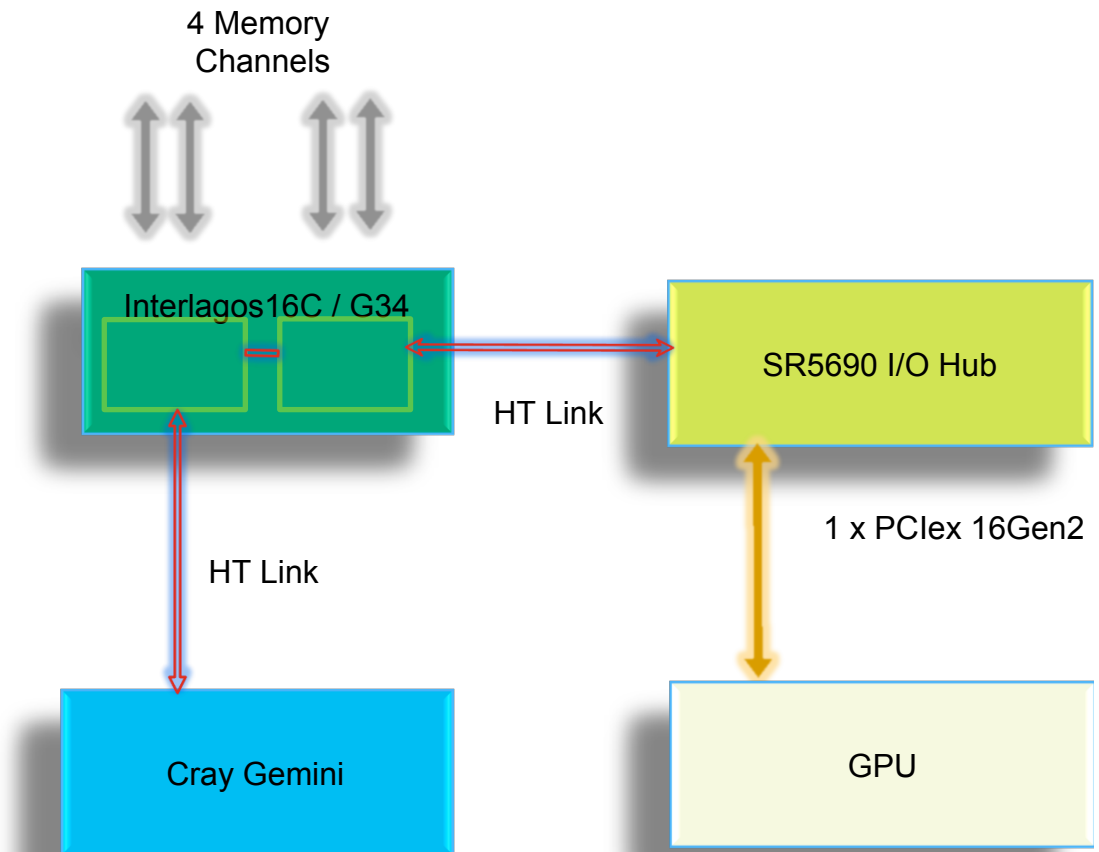 4 Memory
Channels
Interlagos16C / G34
SR5690 I/O Hub
HT Link
1 x PCIex 16Gen2
HT Link
Cray Gemini
GPU